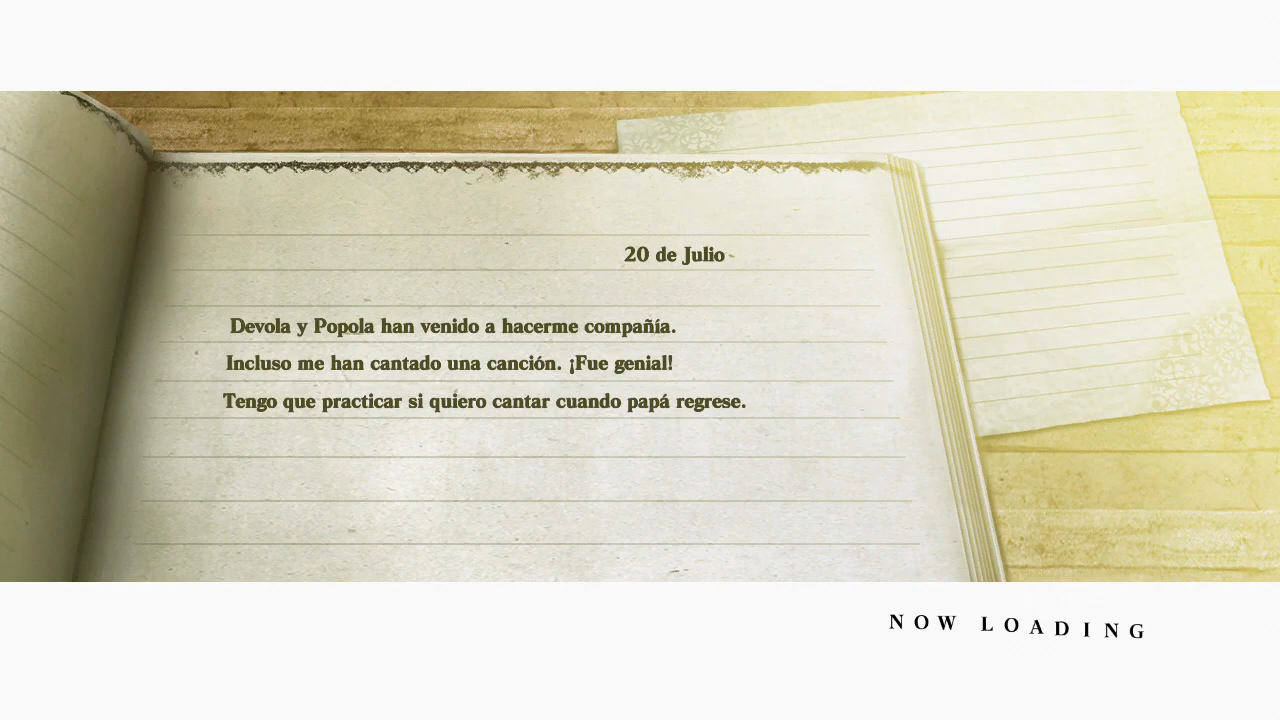 20 de Julio
Devola y Popola han venido a hacerme compañía.
Incluso me han cantado una canción. ¡Fue genial!
Tengo que practicar si quiero cantar cuando papá regrese.
NOW LOADING